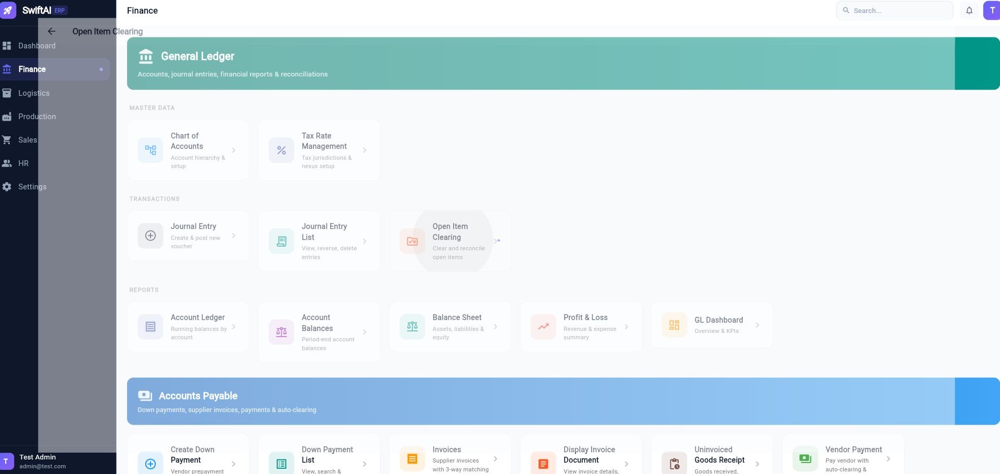 SwiftAI ERP
Finance
Search...
T
Open Item Clearing
Dashboard
Finance
Logistics
Production
Sales
HR
Settings
General Ledger
Accounts, journal entries, financial reports & reconciliations
MASTER DATA
Chart of
Accounts
Account hierarchy &
setup
Tax Rate
Management
Tax jurisdictions &
nexus setup
TRANSACTIONS
Journal Entry
Create & post new
voucher
Journal Entry
List
View, reverse, delete
entries
Open Item
Clearing
Clear and reconcile
open items
REPORTS
Account Ledger
Running balances by
account
Account
Balances
Period-end account
balances
Balance Sheet
Assets, liabilities &
equity
Profit & Loss
Revenue & expense
summary
GL Dashboard
Overview & KPIs
Accounts Payable
Down payments, supplier invoices, payments & auto-clearing
Create Down
Payment
Vendor prepayment
Down Payment
List
View, search &
Invoices
Supplier invoices
with 3-way matching
Display Invoice
Document
View invoice details,
Uninvoiced
Goods Receipt
Goods received,
Vendor Payment
Pay vendor with
auto-clearing &
T
Test Admin
admin@test.com